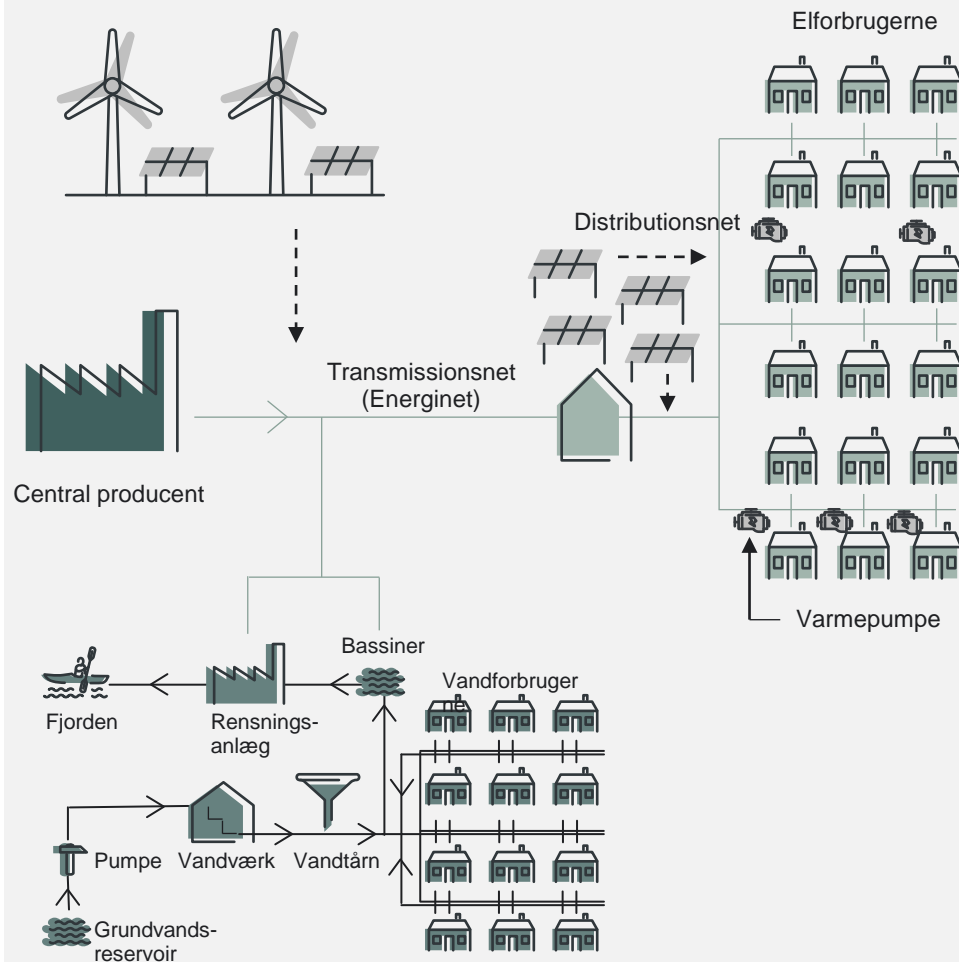 Elforbrugerne
Distributionsnet
Transmissionsnet
(Energinet)
Central producent
Varmepumpe
Bassiner
Vandforbruger
ne
Fjorden
Rensnings-
anlæg
Pumpe
Vandværk
Vandtårn
Grundvands-
reservoir